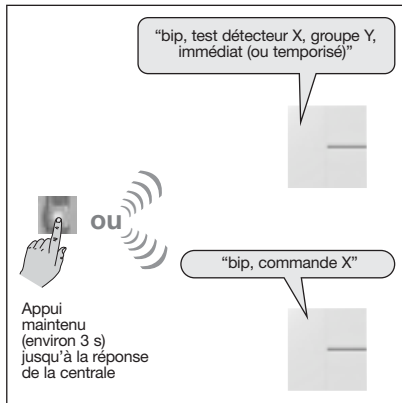 “bip, test détecteur X, groupe Y,
immédiat (ou temporisé)”
ou
“bip, commande X”
Appui
maintenu
(environ 3 s)
jusqu’à la réponse
de la centrale